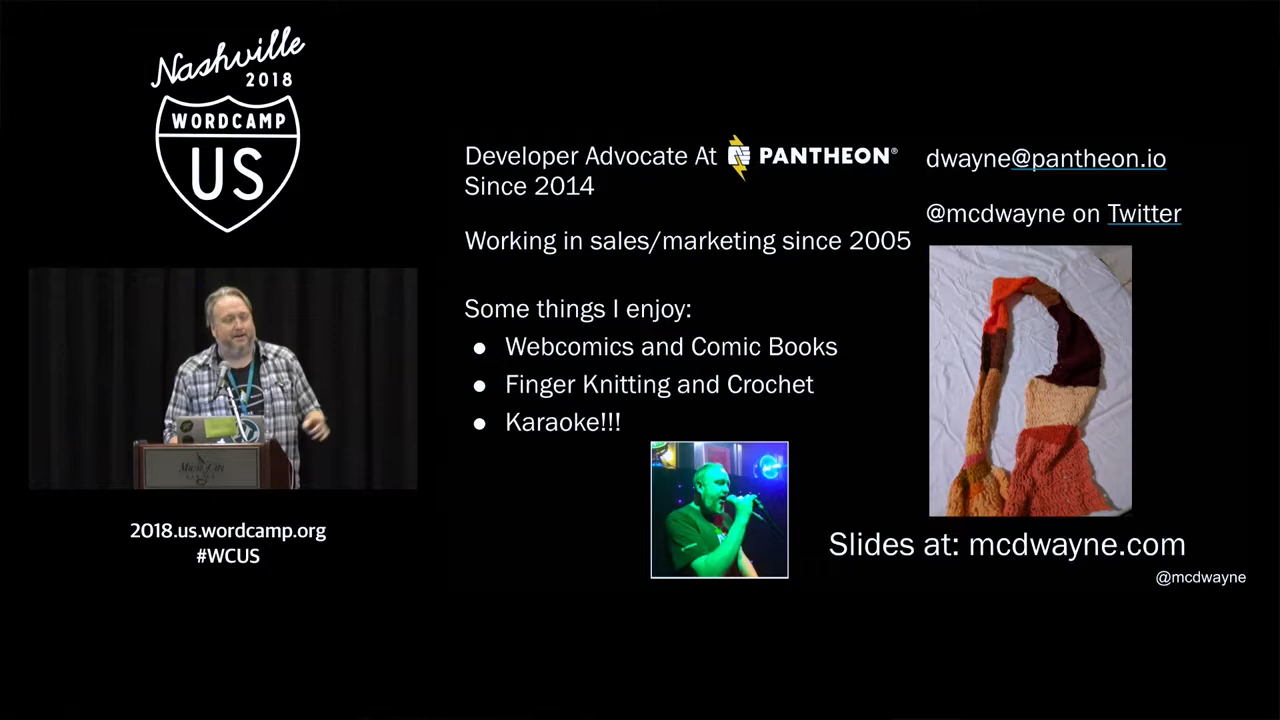 Nashville
2018
WORDCAMP
US
2018.us.wordcamp.org
#WCUS
Developer Advocate At PANTHEON®
Since 2014
Working in sales/marketing since 2005
Some things I enjoy:
● Webcomics and Comic Books
● Finger Knitting and Crochet
● Karaoke!!!
dwayne@pantheon.io
@mcdwayne on Twitter
Slides at: mcdwayne.com
@mcdwayne